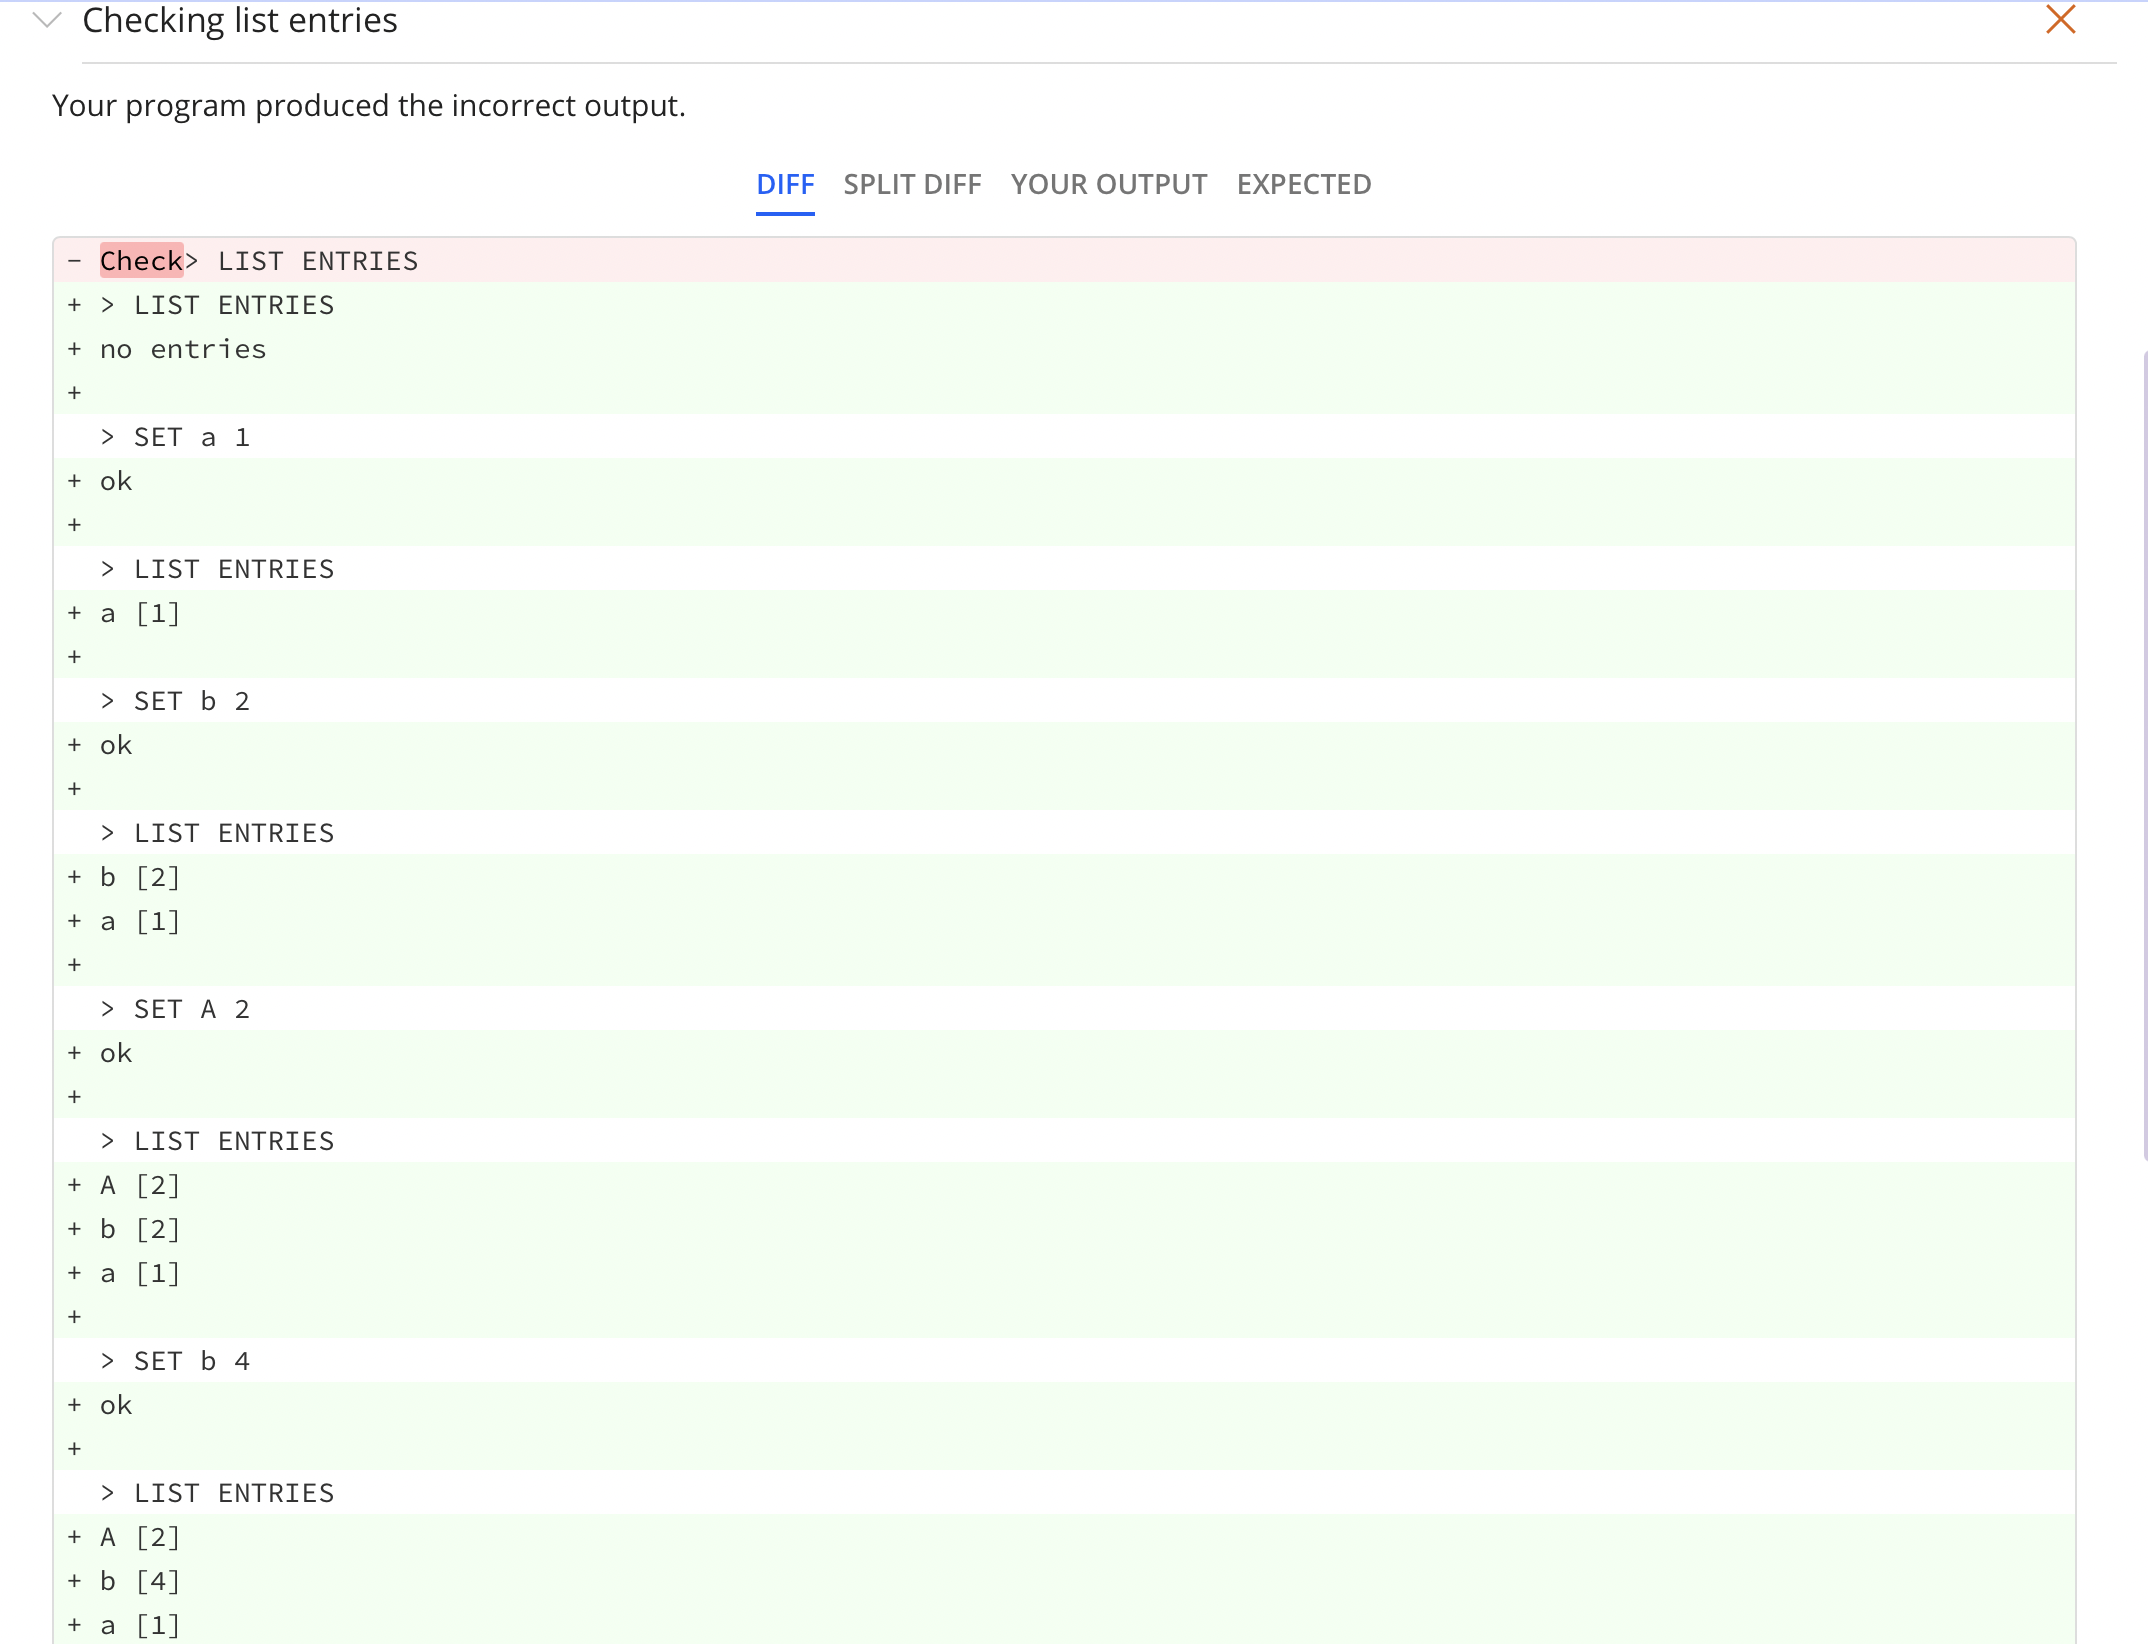 Checking list entries
Your program produced the incorrect output.
DIFF SPLIT DIFF YOUR OUTPUT EXPECTED
- Check> LIST ENTRIES
+ > LIST ENTRIES
+ no entries
+
> SET a 1
+ ok
+
> LIST ENTRIES
+ a [1]
+
> SET b 2
+ ok
+
> LIST ENTRIES
+ b [2]
+ a [1]
+
> SET A 2
+ ok
+
> LIST ENTRIES
+ A [2]
+ b [2]
+ a [1]
+
> SET b 4
+ ok
+
> LIST ENTRIES
+ A [2]
+ b [4]
+ a [1]